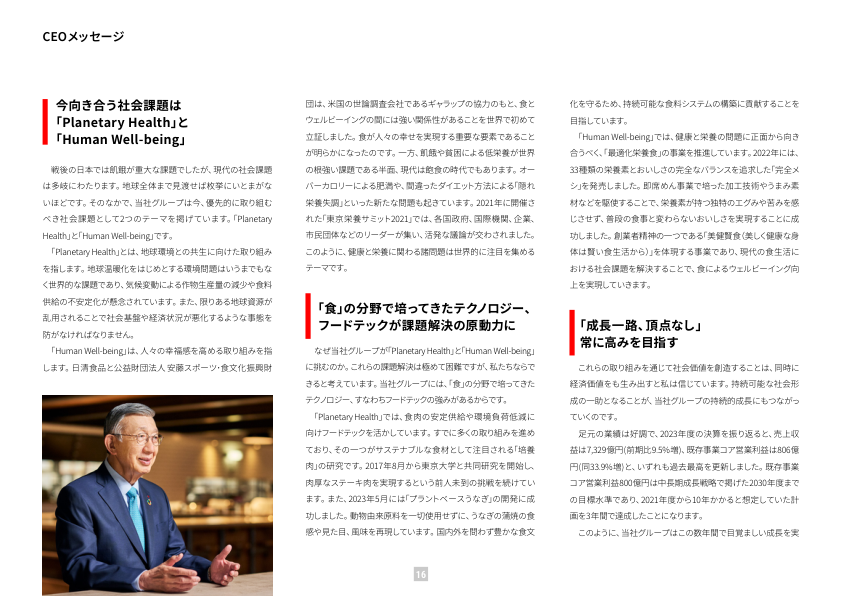 CEOメッセージ
今向き合う社会課題は
「Planetary Health」と
「Human Well-being」
戦後の日本では飢餓が重大な課題でしたが、現代の社会課題
は多岐にわたります。地球全体まで見渡せば枚挙にいとまがな
いほどです。そのなかで、当社グループは今、優先的に取り組む
べき社会課題として2つのテーマを掲げています。「Planetary
Health」と「Human Well-being」です。
「Planetary Health」とは、地球環境との共生に向けた取り組み
を指します。地球温暖化をはじめとする環境問題はいうまでもな
く世界的な課題であり、気候変動による作物生産量の減少や食料
供給の不安定化が懸念されています。また、限りある地球資源が
乱用されることで社会基盤や経済状況が悪化するような事態を
防がなければなりません。
「Human Well-being」は、人々の幸福感を高める取り組みを指
します。日清食品と公益財団法人 安藤スポーツ・食文化振興財
団は、米国の世論調査会社であるギャラップの協力のもと、食と
ウェルビーイングの間には強い関係性があることを世界で初めて
立証しました。食が人々の幸せを実現する重要な要素であること
が明らかになったのです。一方、飢餓や貧困による低栄養が世界
の根強い課題である半面、現代は飽食の時代でもあります。オー
バーカロリーによる肥満や、間違ったダイエット方法による「隠れ
栄養失調」といった新たな問題も起きています。2021年に開催さ
れた「東京栄養サミット2021」では、各国政府、国際機関、企業、
市民団体などのリーダーが集い、活発な議論が交わされました。
このように、健康と栄養に関わる諸問題は世界的に注目を集める
テーマです。
「食」の分野で培ってきたテクノロジー、
フードテックが課題解決の原動力に
なぜ当社グループが「Planetary Health」と「Human Well-being」
に挑むのか。これらの課題解決は極めて困難ですが、私たちならで
きると考えています。当社グループには、「食」の分野で培ってきた
テクノロジー、すなわちフードテックの強みがあるからです。
「Planetary Health」では、食肉の安定供給や環境負荷低減に
向けフードテックを活かしています。すでに多くの取り組みを進め
ており、その一つがサステナブルな食材として注目される「培養
肉」の研究です。2017年8月から東京大学と共同研究を開始し、
肉厚なステーキ肉を実現するという前人未到の挑戦を続けてい
ます。また、2023年5月には「プラントベースうなぎ」の開発に成
功しました。動物由来原料を一切使用せずに、うなぎの蒲焼の食
感や見た目、風味を再現しています。国内外を問わず豊かな食文
化を守るため、持続可能な食料システムの構築に貢献することを
目指しています。
「Human Well-being」では、健康と栄養の問題に正面から向き
合うべく、「最適化栄養食」の事業を推進しています。2022年には、
33種類の栄養素とおいしさの完全なバランスを追求した「完全メ
シ」を発売しました。即席めん事業で培った加工技術やうまみ素
材などを駆使することで、栄養素が持つ独特のエグみや苦みを感
じさせず、普段の食事と変わらないおいしさを実現することに成
功しました。創業者精神の一つである「美健賢食（美しく健康な身
体は賢い食生活から）」を体現する事業であり、現代の食生活に
おける社会課題を解決することで、食によるウェルビーイング向
上を実現していきます。
「成長一路、頂点なし」
常に高みを目指す
これらの取り組みを通じて社会価値を創造することは、同時に
経済価値をも生み出すと私は信じています。持続可能な社会形
成の一助となることが、当社グループの持続的成長にもつながっ
ていくのです。
足元の業績は好調で、2023年度の決算を振り返ると、売上収
益は7,329億円（前期比9.5%増）、既存事業コア営業利益は806億
円（同33.9%増）と、いずれも過去最高を更新しました。既存事業
コア営業利益800億円は中長期成長戦略で掲げた2030年度まで
の目標水準であり、2021年度から10年かかると想定していた計
画を3年間で達成したことになります。
このように、当社グループはこの数年間で目覚ましい成長を実
16